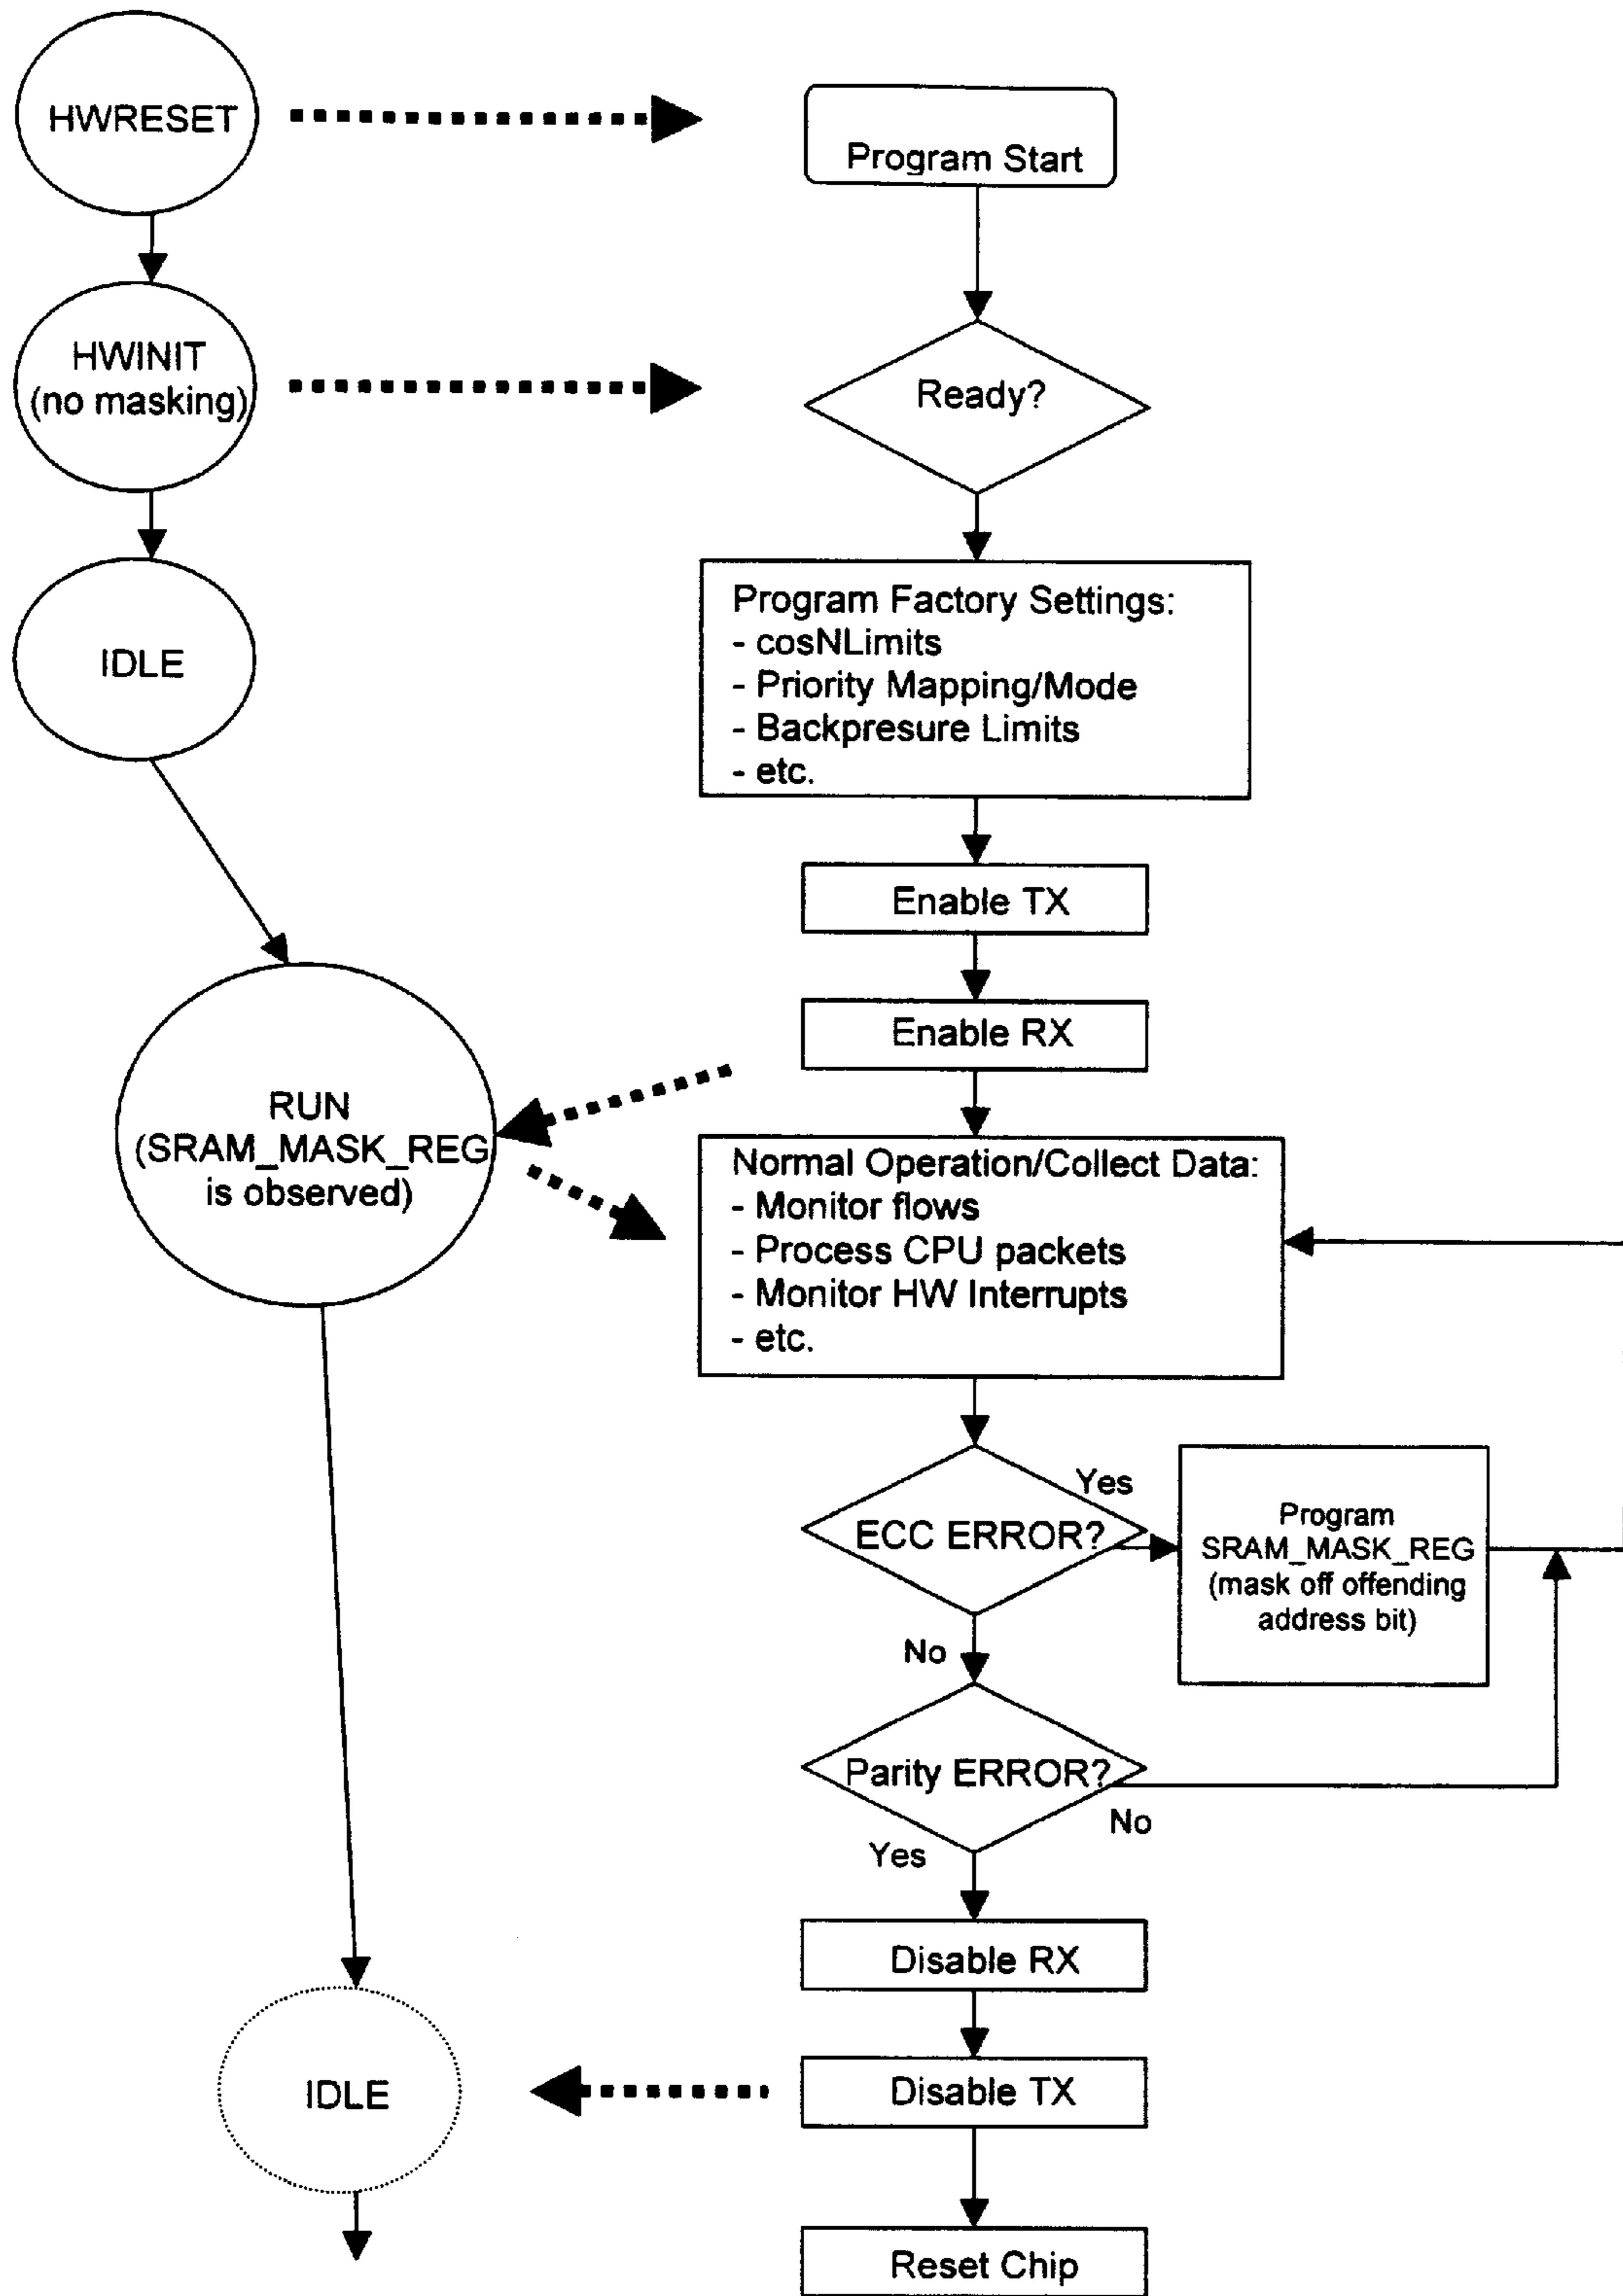 HWRESET
Program Start
HWINIT
(no masking)
Ready?
IDLE
Program Factory Settings:
- cosNLimits
- Priority Mapping/Mode
- Backpresure Limits
- etc.
Enable TX
Enable RX
RUN
(SRAM_MASK_REG
is observed)
Normal Operation/Collect Data:
- Monitor flows
- Process CPU packets
- Monitor HW Interrupts
- etc.
ECC ERROR?
Yes
Program
SRAM_MASK_REG
(mask off offending
address bit)
No
Parity ERROR?
No
Yes
Disable RX
IDLE
Disable TX
Reset Chip